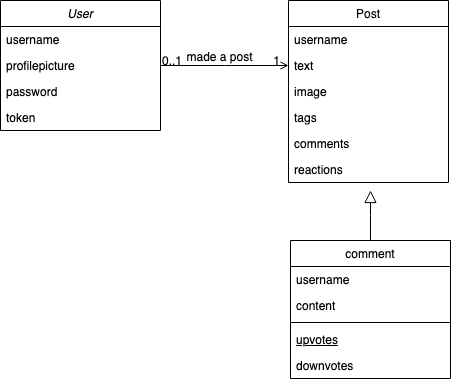 User
username
profilepicture
password
token
0..1 made a post 1
Post
username
text
image
tags
comments
reactions
comment
username
content
upvotes
downvotes